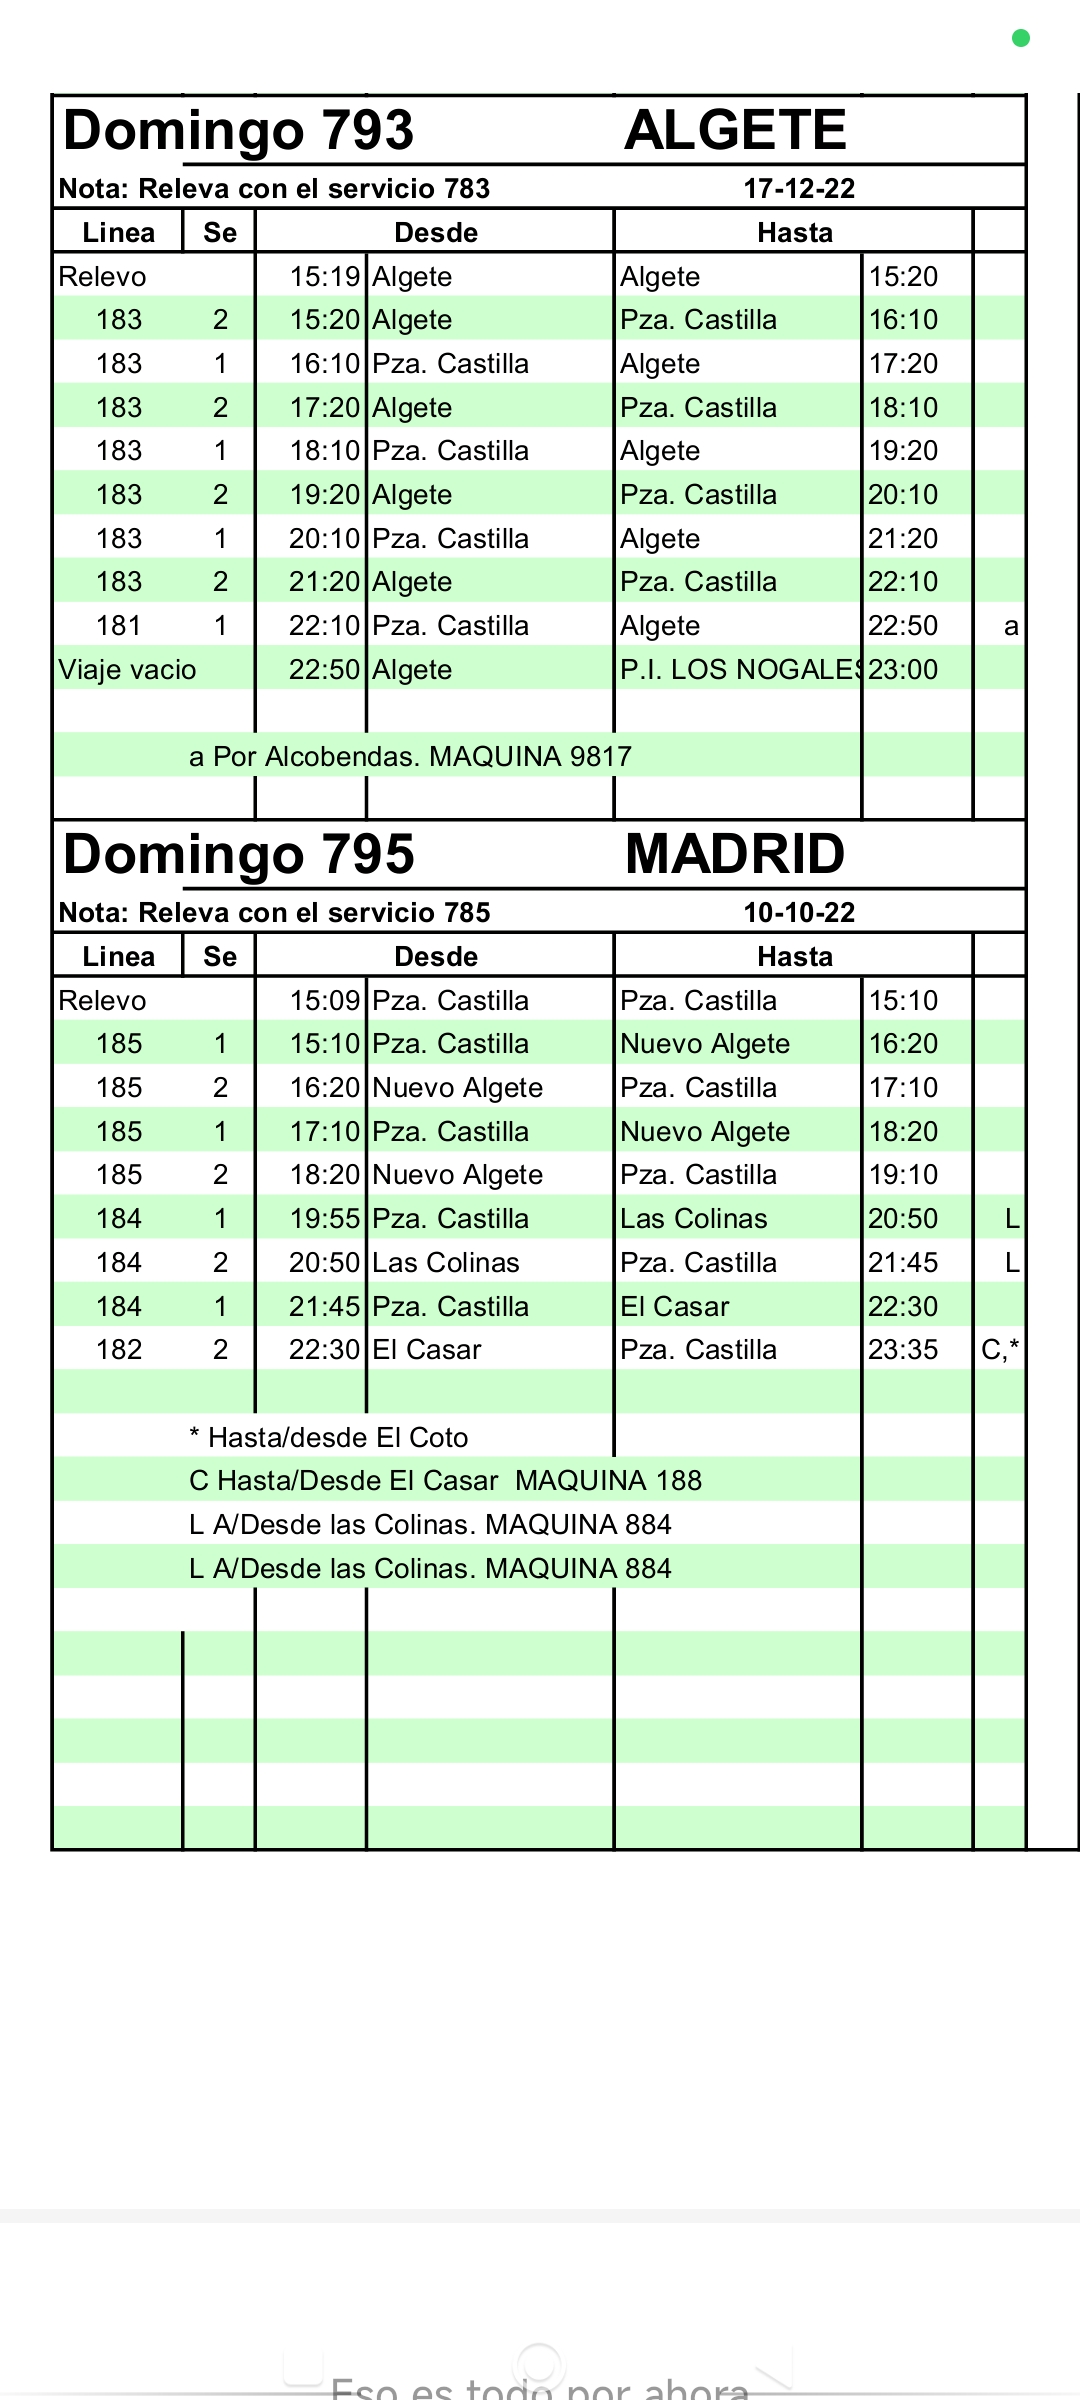 Domingo 793 ALGETE
Nota: Releva con el servicio 783 17-12-22
Linea Se Desde Hasta
Relevo 15:19 Algete Algete 15:20
183 2 15:20 Algete Pza. Castilla 16:10
183 1 16:10 Pza. Castilla Algete 17:20
183 2 17:20 Algete Pza. Castilla 18:10
183 1 18:10 Pza. Castilla Algete 19:20
183 2 19:20 Algete Pza. Castilla 20:10
183 1 20:10 Pza. Castilla Algete 21:20
183 2 21:20 Algete Pza. Castilla 22:10
181 1 22:10 Pza. Castilla Algete 22:50 a
Viaje vacio 22:50 Algete P.I. LOS NOGALES 23:00
a Por Alcobendas. MAQUINA 9817
Domingo 795 MADRID
Nota: Releva con el servicio 785 10-10-22
Linea Se Desde Hasta
Relevo 15:09 Pza. Castilla Pza. Castilla 15:10
185 1 15:10 Pza. Castilla Nuevo Algete 16:20
185 2 16:20 Nuevo Algete Pza. Castilla 17:10
185 1 17:10 Pza. Castilla Nuevo Algete 18:20
185 2 18:20 Nuevo Algete Pza. Castilla 19:10
184 1 19:55 Pza. Castilla Las Colinas 20:50 L
184 2 20:50 Las Colinas Pza. Castilla 21:45 L
184 1 21:45 Pza. Castilla El Casar 22:30
182 2 22:30 El Casar Pza. Castilla 23:35 C,*
* Hasta/desde El Coto
C Hasta/Desde El Casar MAQUINA 188
L A/Desde las Colinas. MAQUINA 884
L A/Desde las Colinas. MAQUINA 884
Eso es todo por ahora